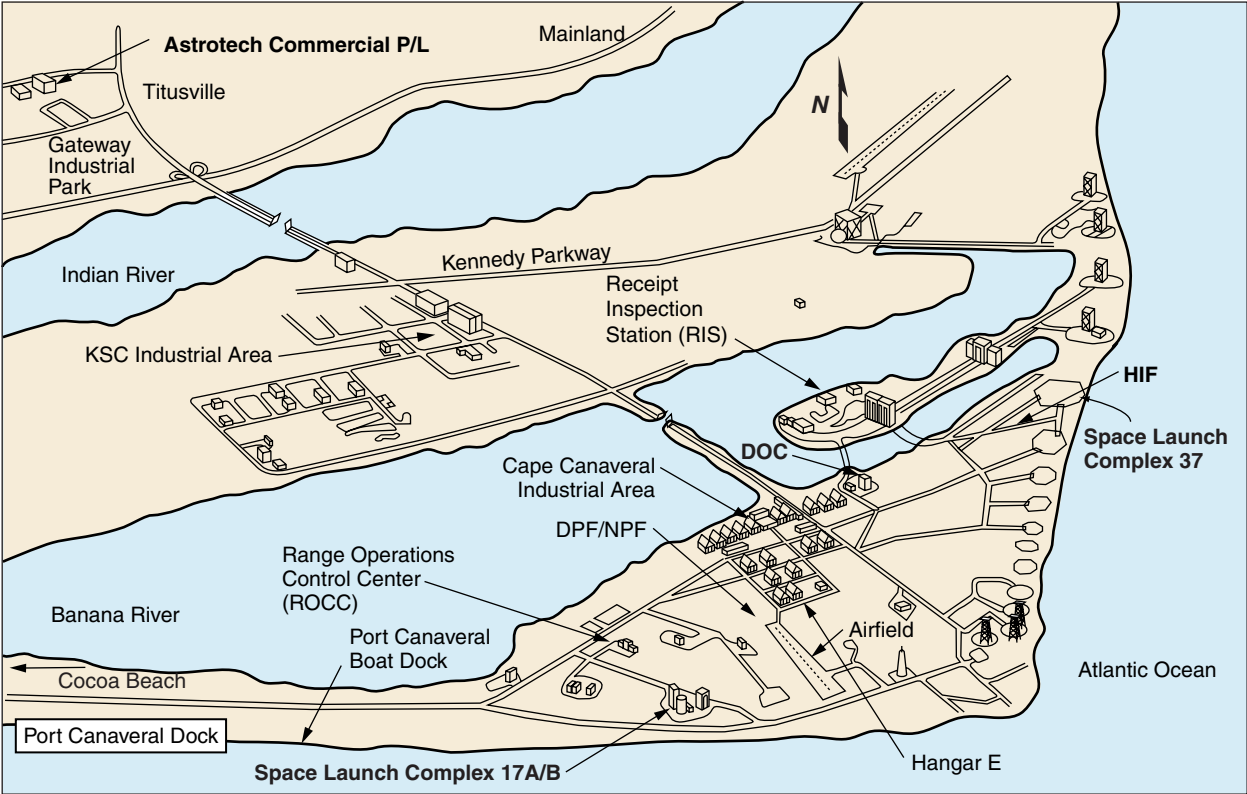 Astrotech Commercial P/L
Mainland
Titusville
N
Gateway
Industrial
Park
Indian River
Kennedy Parkway
Receipt
Inspection
Station (RIS)
KSC Industrial Area
HIF
Space Launch
Complex 37
DOC
Cape Canaveral
Industrial Area
DPF/NPF
Range Operations
Control Center
(ROCC)
Banana River
Port Canaveral
Boat Dock
Airfield
Atlantic Ocean
Cocoa Beach
Port Canaveral Dock
Hangar E
Space Launch Complex 17A/B